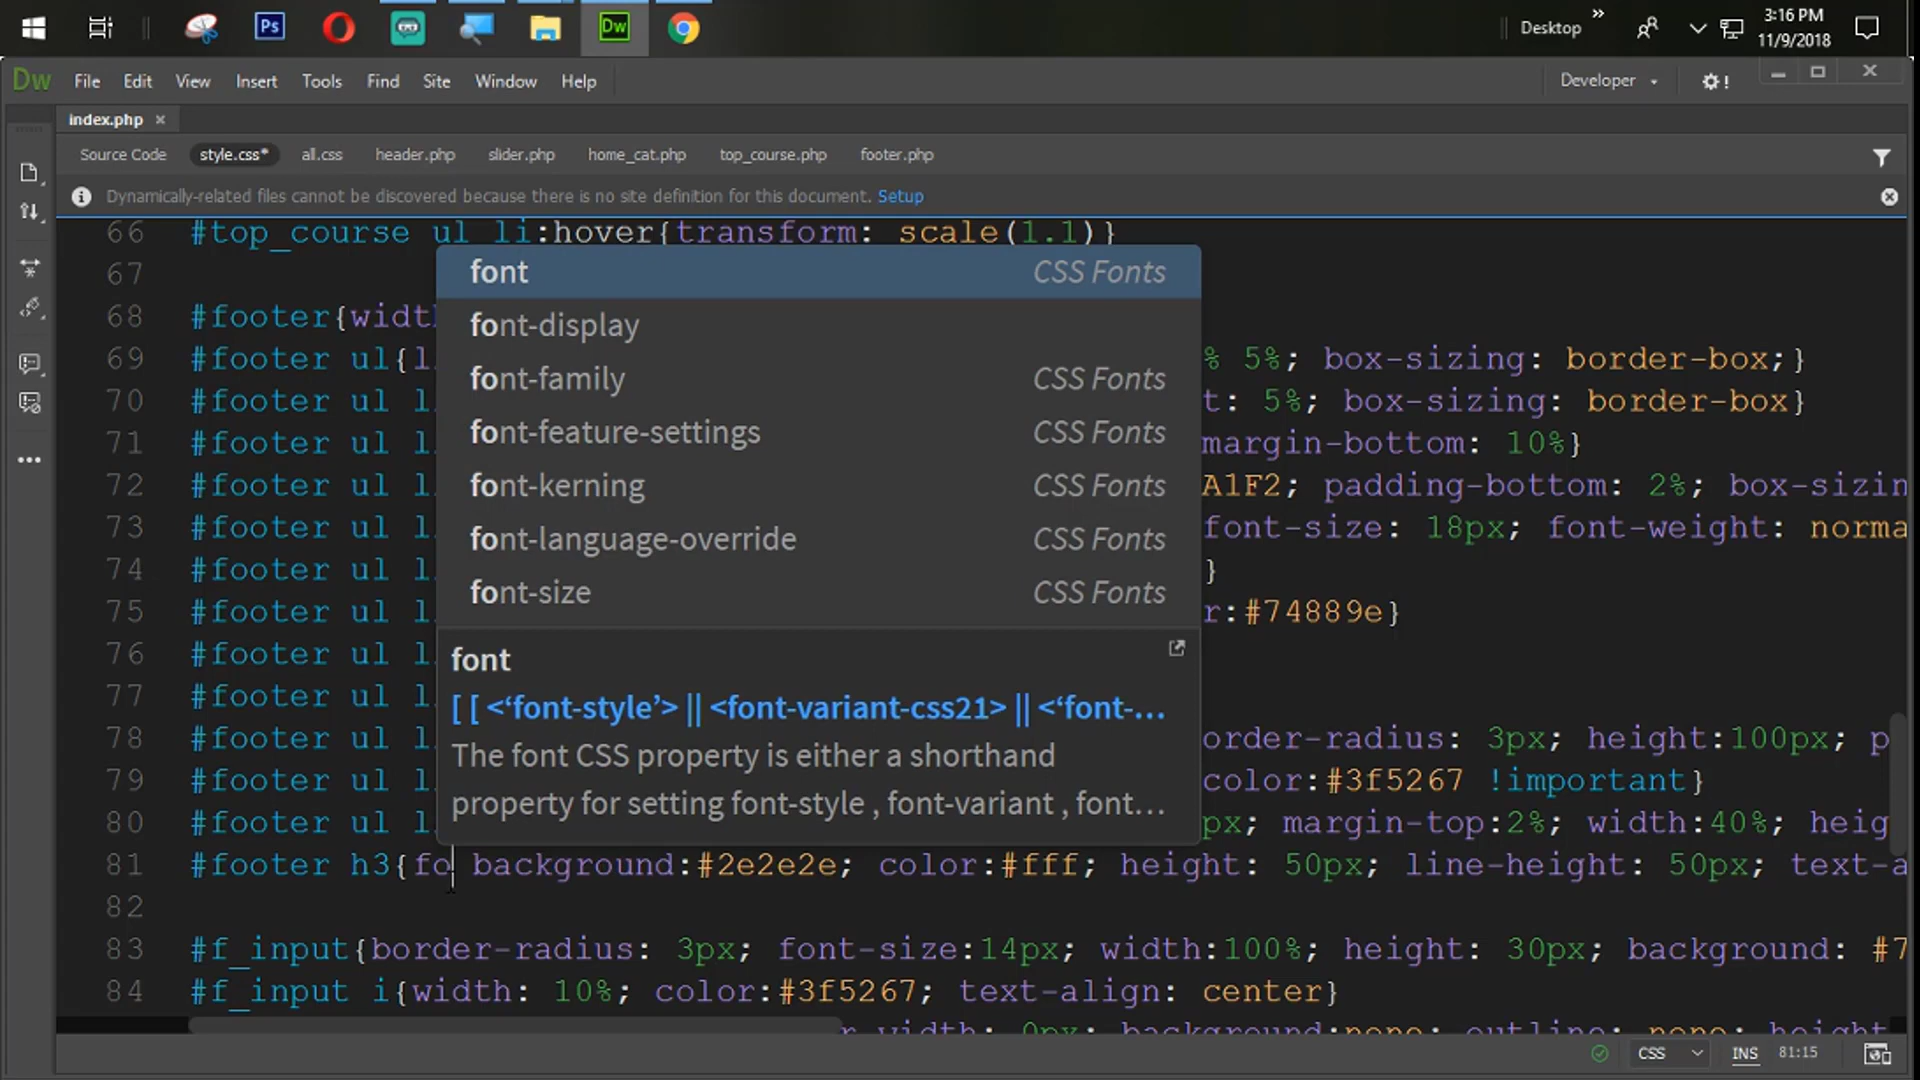 Ps
Dw
Desktop
»
3:16 PM
11/9/2018
Dw File Edit View Insert Tools Find Site Window Help
Developer
!
index.php ×
Source Code style.css* all.css header.php slider.php home_cat.php top_course.php footer.php
Dynamically-related files cannot be discovered because there is no site definition for this document. Setup
66 #top_course ul li:hover{transform: scale(1.1)}
67
68 #footer{width
69 #footer ul{l
% 5%; box-sizing: border-box;}
70 #footer ul l
t: 5%; box-sizing: border-box}
71 #footer ul l
margin-bottom: 10%}
72 #footer ul l
A1F2; padding-bottom: 2%; box-sizin
73 #footer ul l
font-size: 18px; font-weight: norma
74 #footer ul l
}
75 #footer ul l
r:#74889e}
76 #footer ul l
77 #footer ul l
78 #footer ul l
order-radius: 3px; height:100px; p
79 #footer ul l
color:#3f5267 !important}
80 #footer ul l
px; margin-top:2%; width:40%; heig
81 #footer h3{fo background:#2e2e2e; color:#fff; height: 50px; line-height: 50px; text-a
82
83 #f_input{border-radius: 3px; font-size:14px; width:100%; height: 30px; background: #7
84 #f_input i{width: 10%; color:#3f5267; text-align: center}
r width: 0px; background:none; outline: none; height
font CSS Fonts
font-display
font-family CSS Fonts
font-feature-settings CSS Fonts
font-kerning CSS Fonts
font-language-override CSS Fonts
font-size CSS Fonts
font
[ [ <‘font-style’> || <font-variant-css21> || <‘font-...
The font CSS property is either a shorthand
property for setting font-style , font-variant , font...
CSS INS 81:15